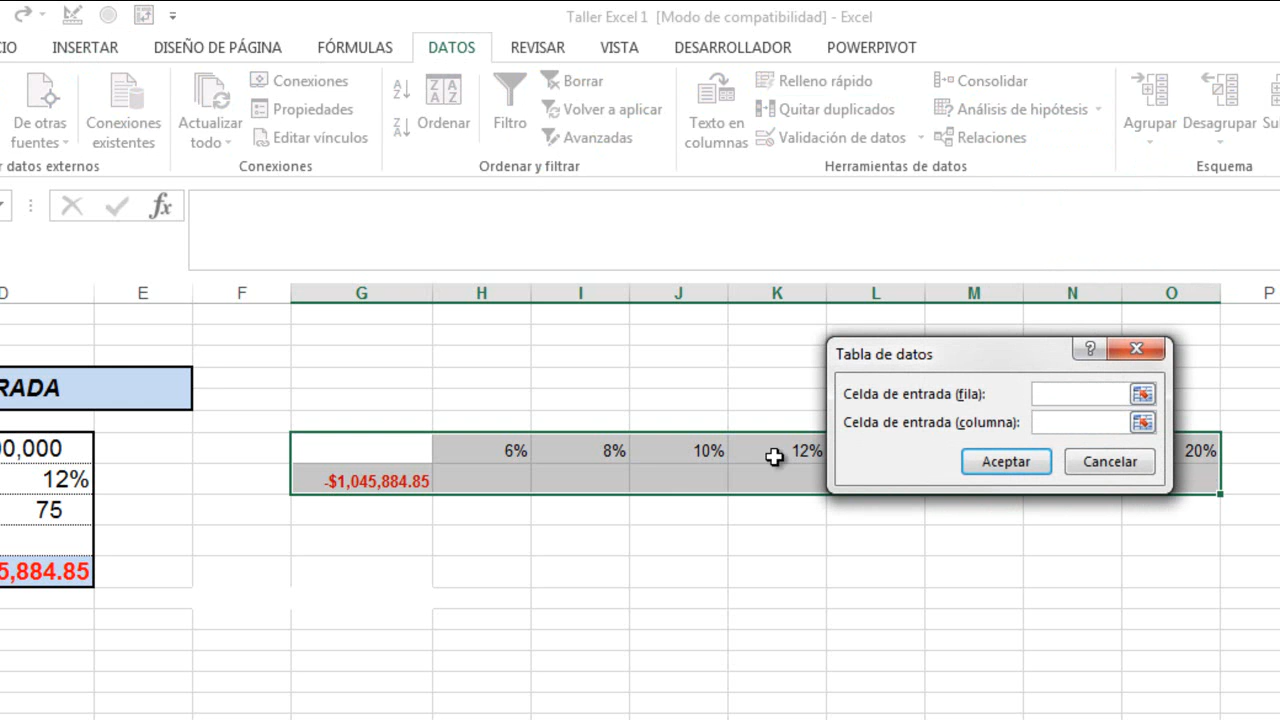 Taller Excel 1 [Modo de compatibilidad] - Excel
IO INSERTAR DISEÑO DE PÁGINA FÓRMULAS DATOS REVISAR VISTA DESARROLLADOR POWERPIVOT
De otras fuentes
Conexiones existentes
Actualizar todo
Conexiones
Propiedades
Editar vínculos
Ordenar
Filtro
Borrar
Volver a aplicar
Avanzadas
Texto en columnas
Relleno rápido
Quitar duplicados
Validación de datos
Consolidar
Análisis de hipótesis
Relaciones
Agrupar
Desagrupar
Su
r datos externos Conexiones Ordenar y filtrar Herramientas de datos Esquema
fx
D E F G H I J K L M N O P
RADA
00,000
12%
75
5,884.85
6% 8% 10% 12% 20%
-$1,045,884.85
Tabla de datos
Celda de entrada (fila):
Celda de entrada (columna):
Aceptar Cancelar